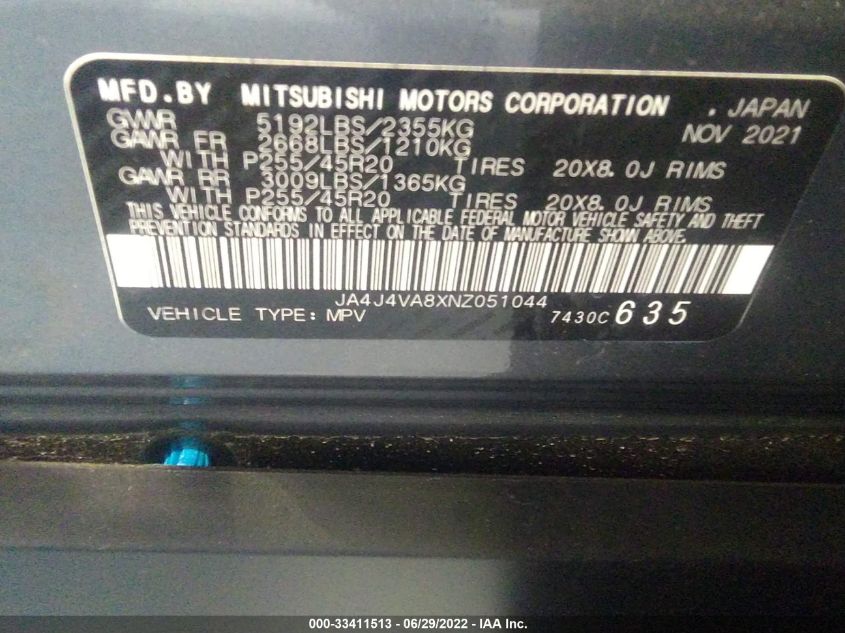 MFD.BY MITSUBISHI MOTORS CORPORATION . JAPAN
GVWR 5192LBS/2355KG NOV 2021
GAWR FR 2668LBS/1210KG
WITH P255/45R20 TIRES 20X8.0J RIMS
GAWR RR 3009LBS/1365KG
WITH P255/45R20 TIRES 20X8.0J RIMS
THIS VEHICLE CONFORMS TO ALL APPLICABLE FEDERAL MOTOR VEHICLE SAFETY AND THEFT
PREVENTION STANDARDS IN EFFECT ON THE DATE OF MANUFACTURE SHOWN ABOVE.
JA4J4VA8XNZ051044
VEHICLE TYPE: MPV 7430C 635
000-33411513 - 06/29/2022 - IAA Inc.